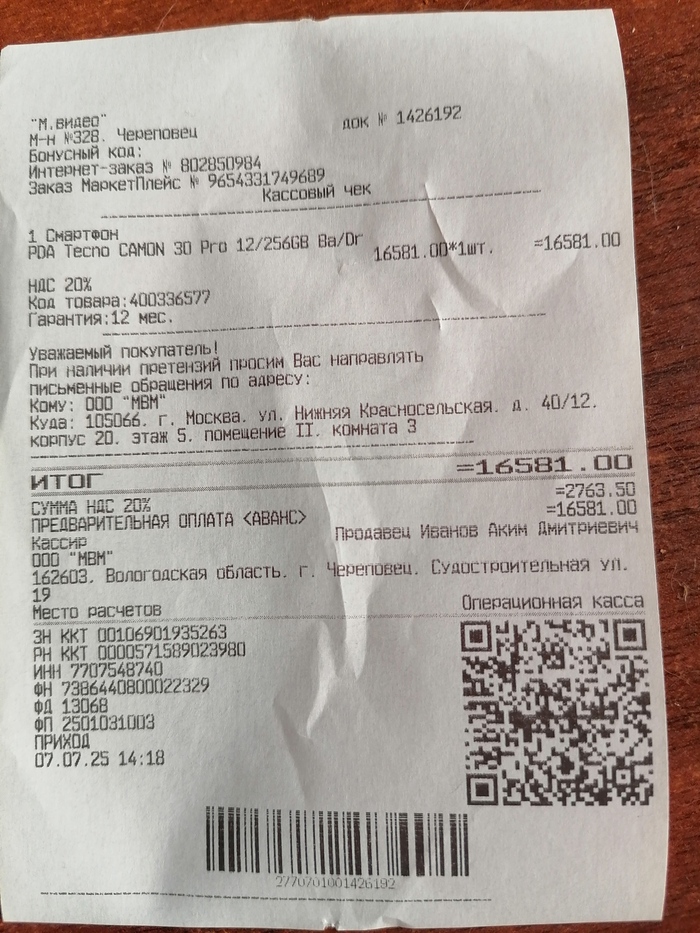 "М.видео"
М-н №328. Череповец
док № 1426192
Бонусный код:
Интернет-заказ № 802850984
Заказ МаркетПлейс № 9654331749689
Кассовый чек
1 Смартфон
PDA Tecno CAMON 30 Pro 12/256GB Ba/Dr 16581.00*1шт. =16581.00
НДС 20%
Код товара:400336577
Гарантия:12 мес.
Уважаемый покупатель!
При наличии претензий просим Вас направлять
письменные обращения по адресу:
Кому: ООО "МВМ"
Куда: 105066. г. Москва. ул. Нижняя Красносельская. д. 40/12.
корпус 20. этаж 5. помещение II. комната 3
ИТОГ =16581.00
СУММА НДС 20% =2763.50
ПРЕДВАРИТЕЛЬНАЯ ОПЛАТА <АВАНС> =16581.00
Кассир Продавец Иванов Аким Дмитриевич
ООО "МВМ"
162603. Вологодская область. г. Череповец. Судостроительная ул.
19
Место расчетов Операционная касса
ЗН ККТ 00106901935263
РН ККТ 0000571589023980
ИНН 7707548740
ФН 7386440800022329
ФД 13068
ФП 2501031003
ПРИХОД
07.07.25 14:18
2770701001426192